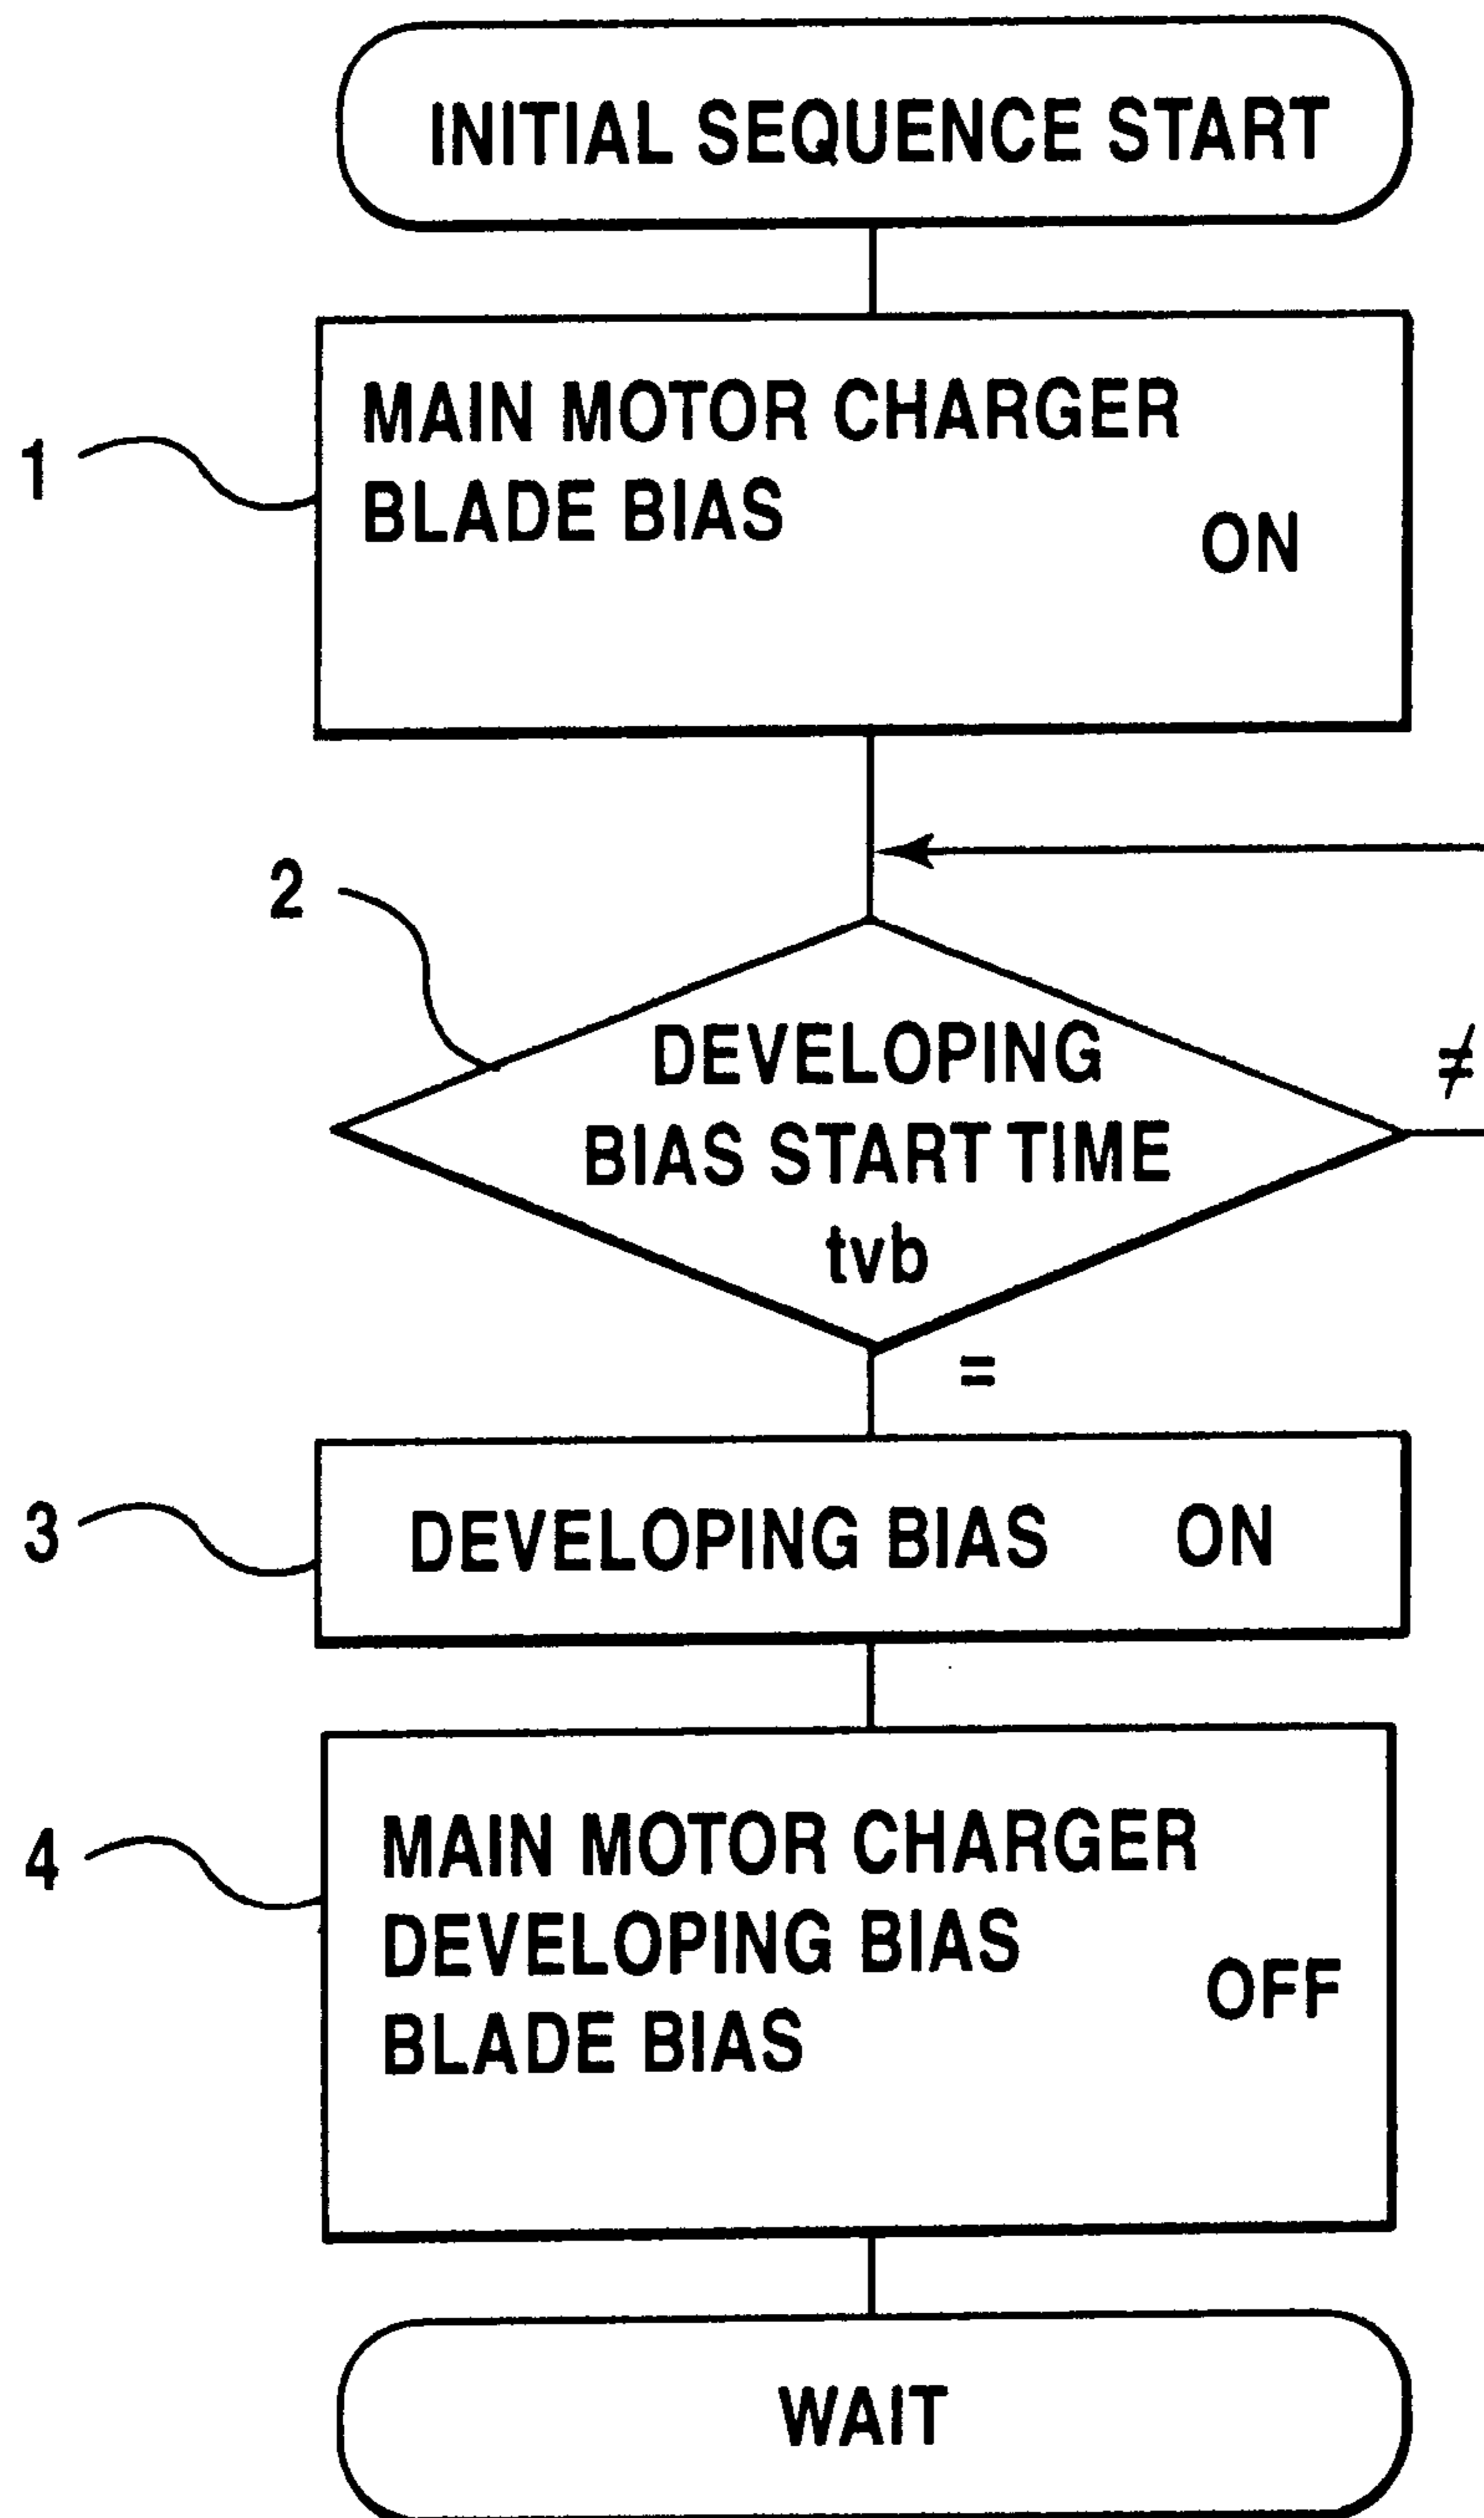 INITIAL SEQUENCE START
1
MAIN MOTOR CHARGER
BLADE BIAS
ON
2
DEVELOPING
BIAS START TIME
tvb
≠
=
3
DEVELOPING BIAS ON
4
MAIN MOTOR CHARGER
DEVELOPING BIAS
BLADE BIAS
OFF
WAIT